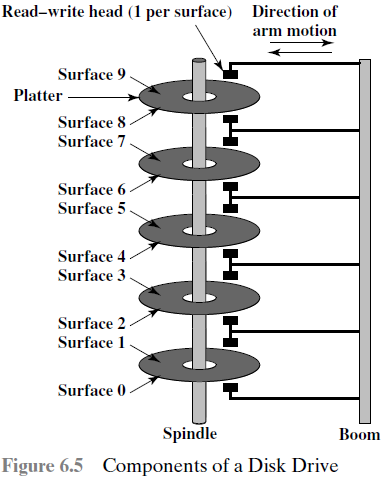 Read–write head (1 per surface)
Direction of
arm motion
Surface 9
Platter
Surface 8
Surface 7
Surface 6
Surface 5
Surface 4
Surface 3
Surface 2
Surface 1
Surface 0
Spindle
Boom
Figure 6.5 Components of a Disk Drive